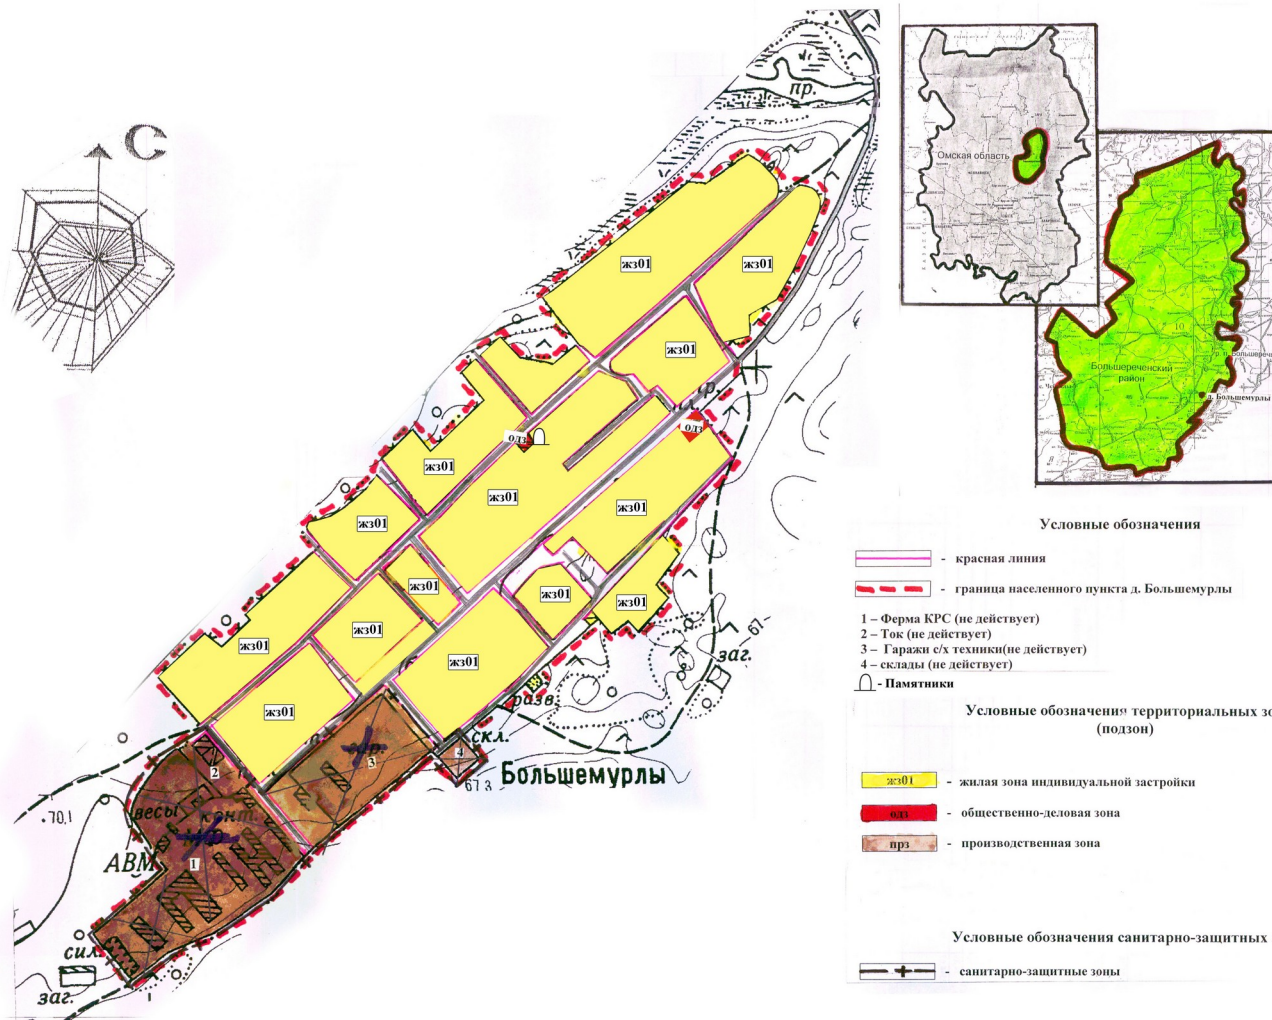 С
пр.
Омская область
Большереченский
район
д. Большемурлы
жз01
жз01
жз01
жз01
жз01
жз01
жз01
жз01
жз01
жз01
жз01
жз01
жз01
жз01
одз
одз
67
заг.
разв.
скл.
Большемурлы
67.3
70.1
весы
конт.
АВМ
сил.
заг.
1
2
3
4
Условные обозначения
- красная линия
- граница населенного пункта д. Большемурлы
1 – Ферма КРС (не действует)
2 – Ток (не действует)
3 – Гаражи с/х техники(не действует)
4 – склады (не действует)
- Памятники
Условные обозначения территориальных зо
(подзон)
жз01 - жилая зона индивидуальной застройки
одз - общественно-деловая зона
прз - производственная зона
Условные обозначения санитарно-защитных
- санитарно-защитные зоны